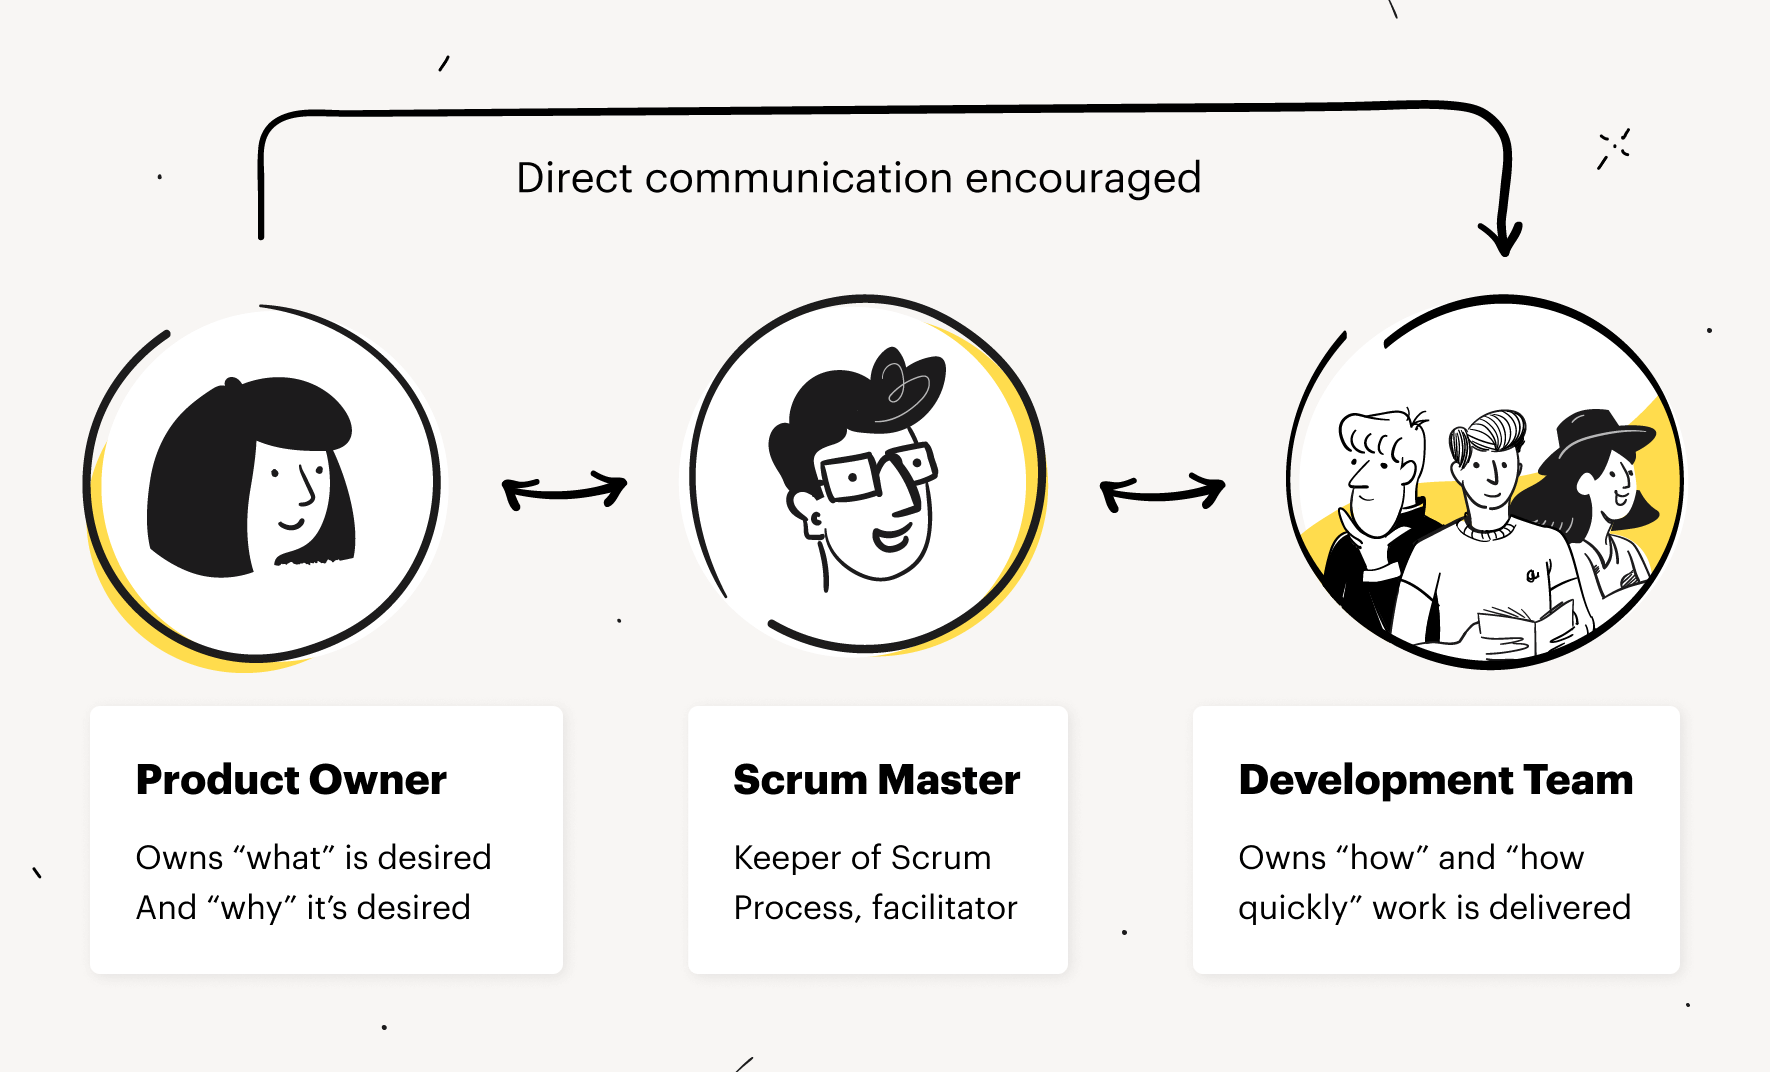 Direct communication encouraged
Product Owner
Owns “what” is desired
And “why” it’s desired
Scrum Master
Keeper of Scrum
Process, facilitator
Development Team
Owns “how” and “how
quickly” work is delivered